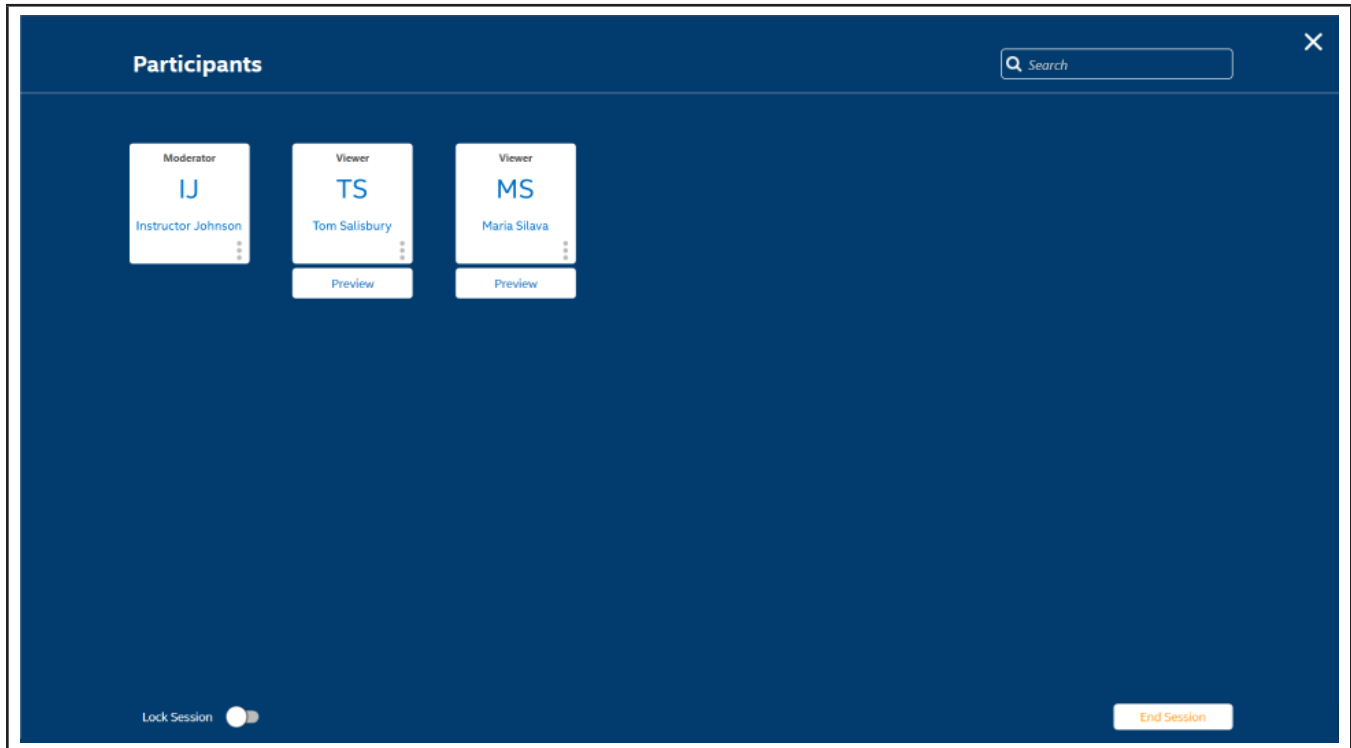 Participants
Search
Moderator
IJ
Instructor Johnson
Viewer
TS
Tom Salisbury
Preview
Viewer
MS
Maria Silava
Preview
Lock Session
End Session